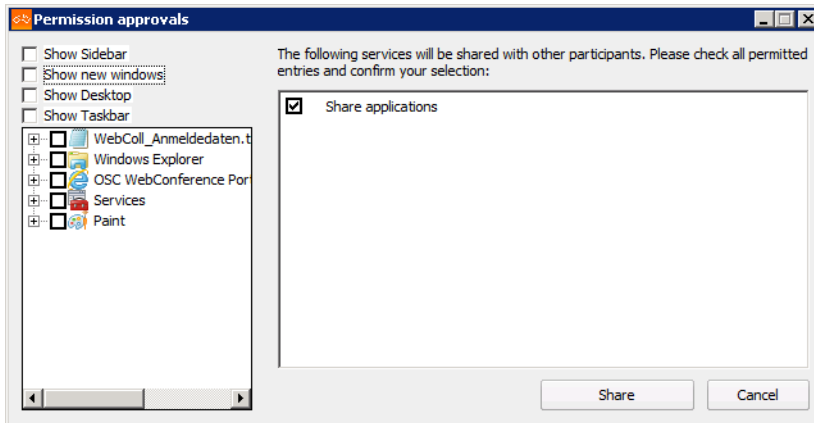 Permission approvals
Show Sidebar
Show new windows
Show Desktop
Show Taskbar
WebColl_Anmeldedaten.t
Windows Explorer
OSC WebConference Por
Services
Paint
The following services will be shared with other participants. Please check all permitted
entries and confirm your selection:
Share applications
Share
Cancel